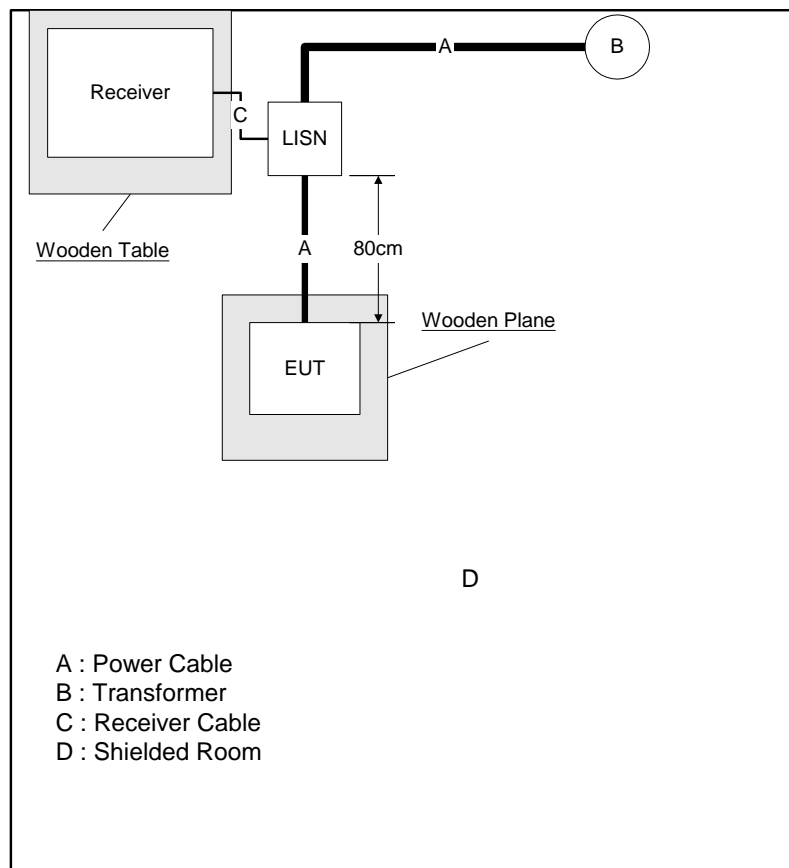 A
B
Receiver
C
LISN
Wooden Table
A
80cm
Wooden Plane
EUT
D
A : Power Cable
B : Transformer
C : Receiver Cable
D : Shielded Room